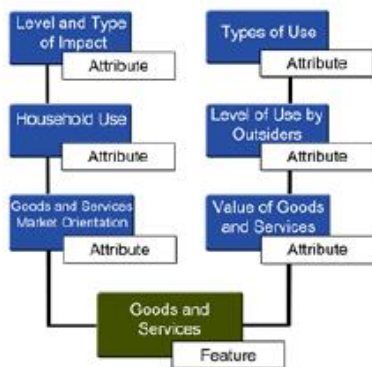 Level and Type
of Impact
Attribute
Types of Use
Attribute
Household Use
Attribute
Level of Use by
Outsiders
Attribute
Goods and Services
Market Orientation
Attribute
Value of Goods
and Services
Attribute
Goods and
Services
Feature